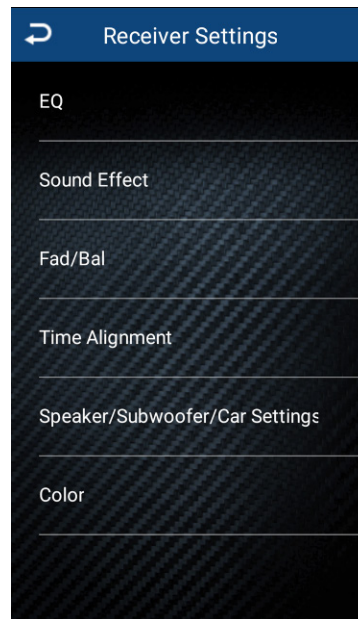 Receiver Settings
EQ
Sound Effect
Fad/Bal
Time Alignment
Speaker/Subwoofer/Car Settings
Color